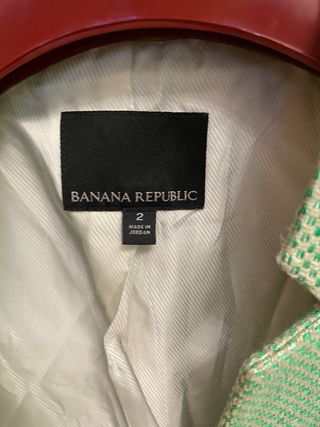 BANANA REPUBLIC
2
MADE IN
JORDAN